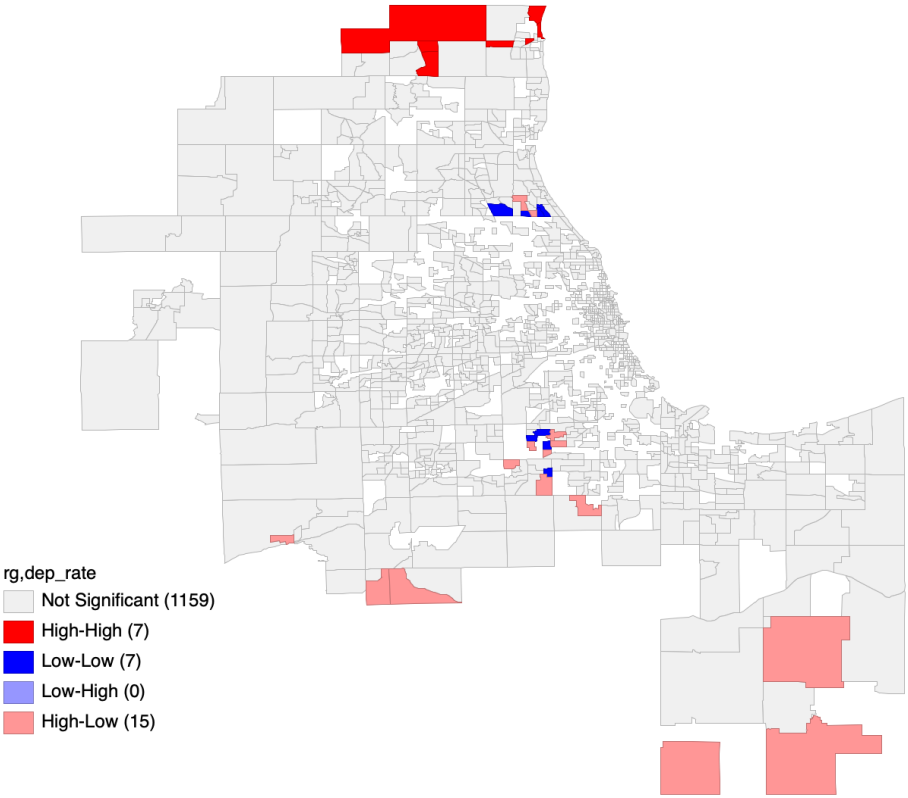 rg,dep_rate
Not Significant (1159)
High-High (7)
Low-Low (7)
Low-High (0)
High-Low (15)